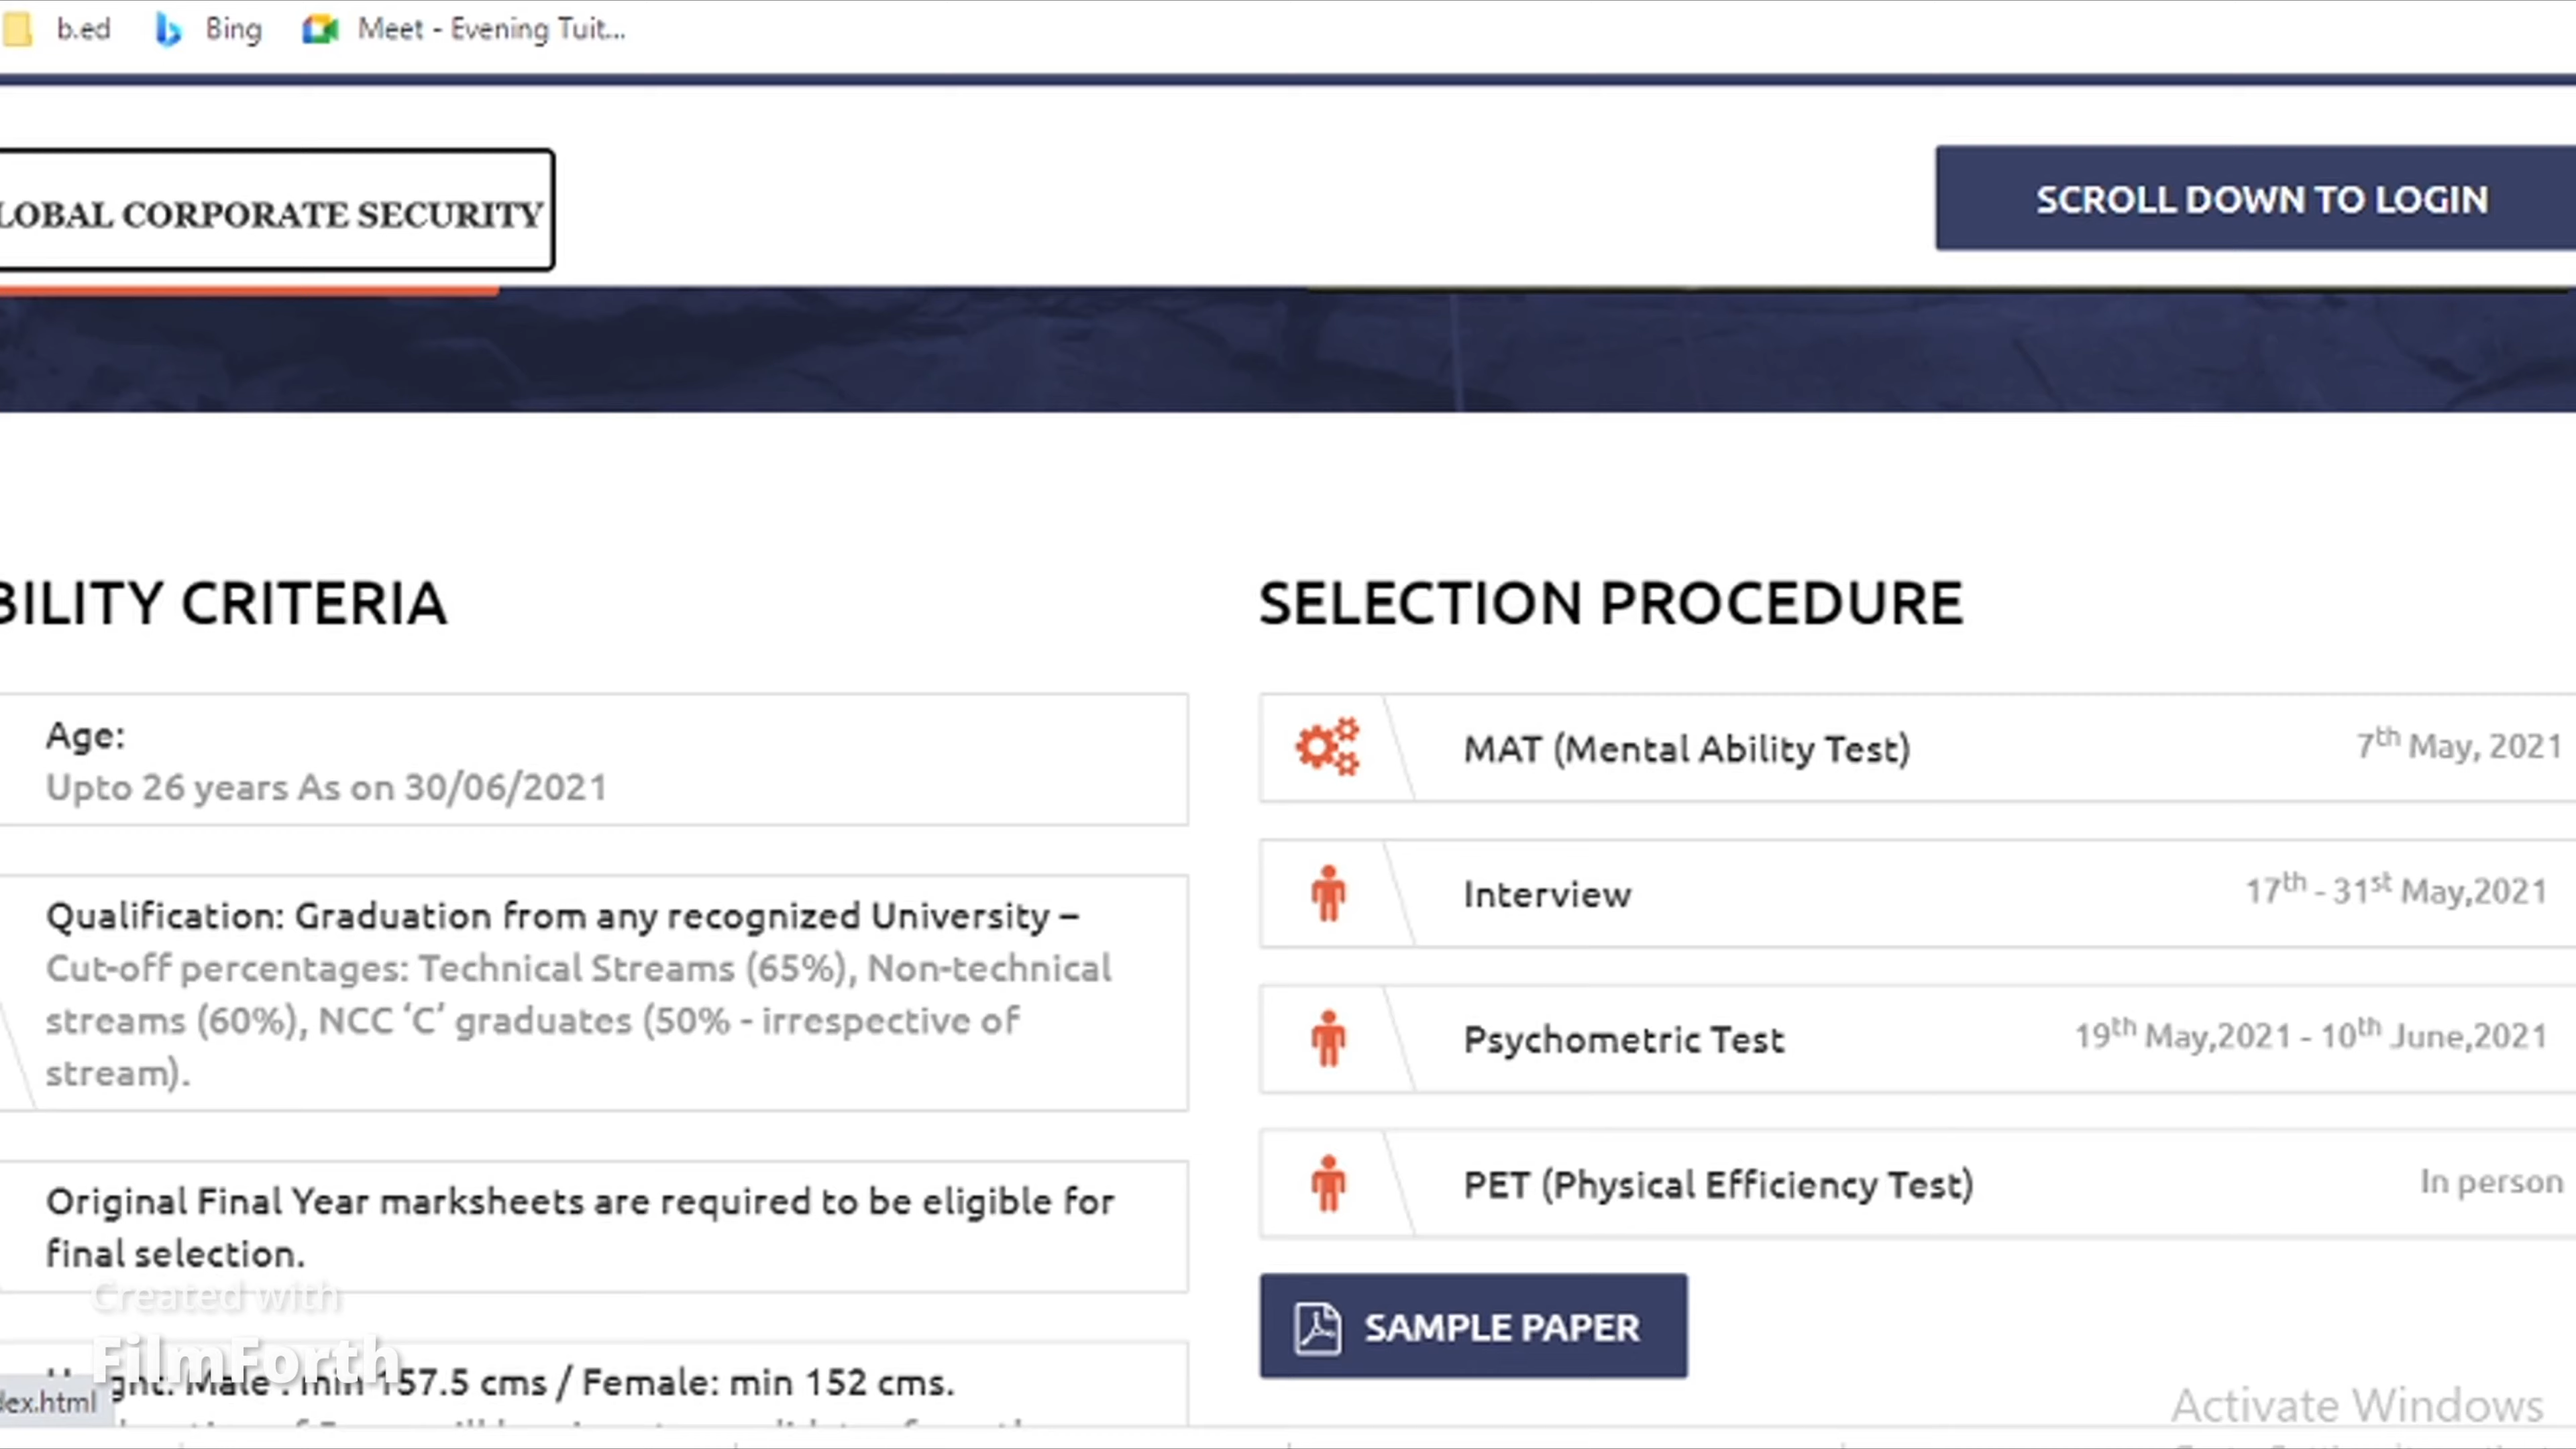 b.ed Bing Meet - Evening Tuit...
LOBAL CORPORATE SECURITY
SCROLL DOWN TO LOGIN
BILITY CRITERIA
Age:
Upto 26 years As on 30/06/2021
Qualification: Graduation from any recognized University –
Cut-off percentages: Technical Streams (65%), Non-technical
streams (60%), NCC ‘C’ graduates (50% - irrespective of
stream).
Original Final Year marksheets are required to be eligible for
final selection.
Male : min 157.5 cms / Female: min 152 cms.
SELECTION PROCEDURE
MAT (Mental Ability Test) 7th May, 2021
Interview 17th - 31st May,2021
Psychometric Test 19th May,2021 - 10th June,2021
PET (Physical Efficiency Test) In person
SAMPLE PAPER
Created with
FilmForth
dex.html
Activate Windows